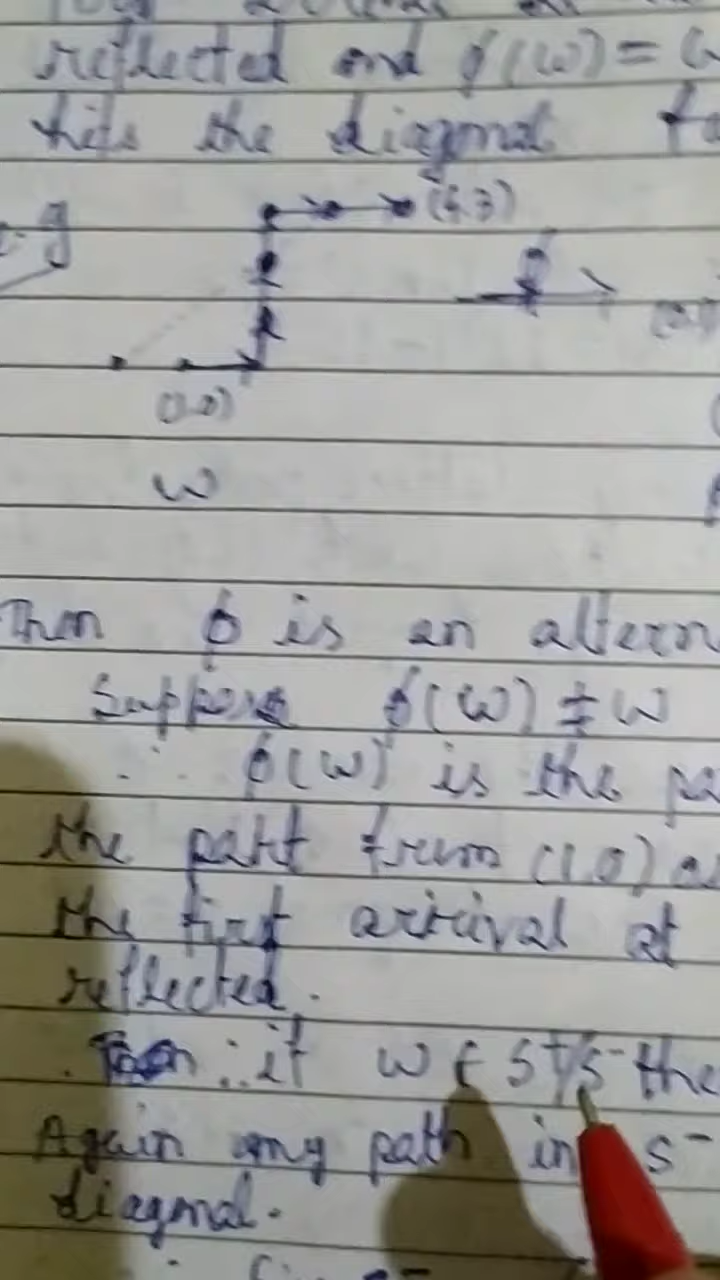 reflected and φ(ω) = ω
hits the diagonal
e.g
(4,3)
(1,0)
ω
φ
Then φ is an altern
Suppose φ(ω) ≠ ω
∴ φ(ω) is the pa
the part from (1,0)
the first arrival at
reflected.
∴ if ω ∈ S⁺/S⁻ the
Again any path in S⁻
diagonal.